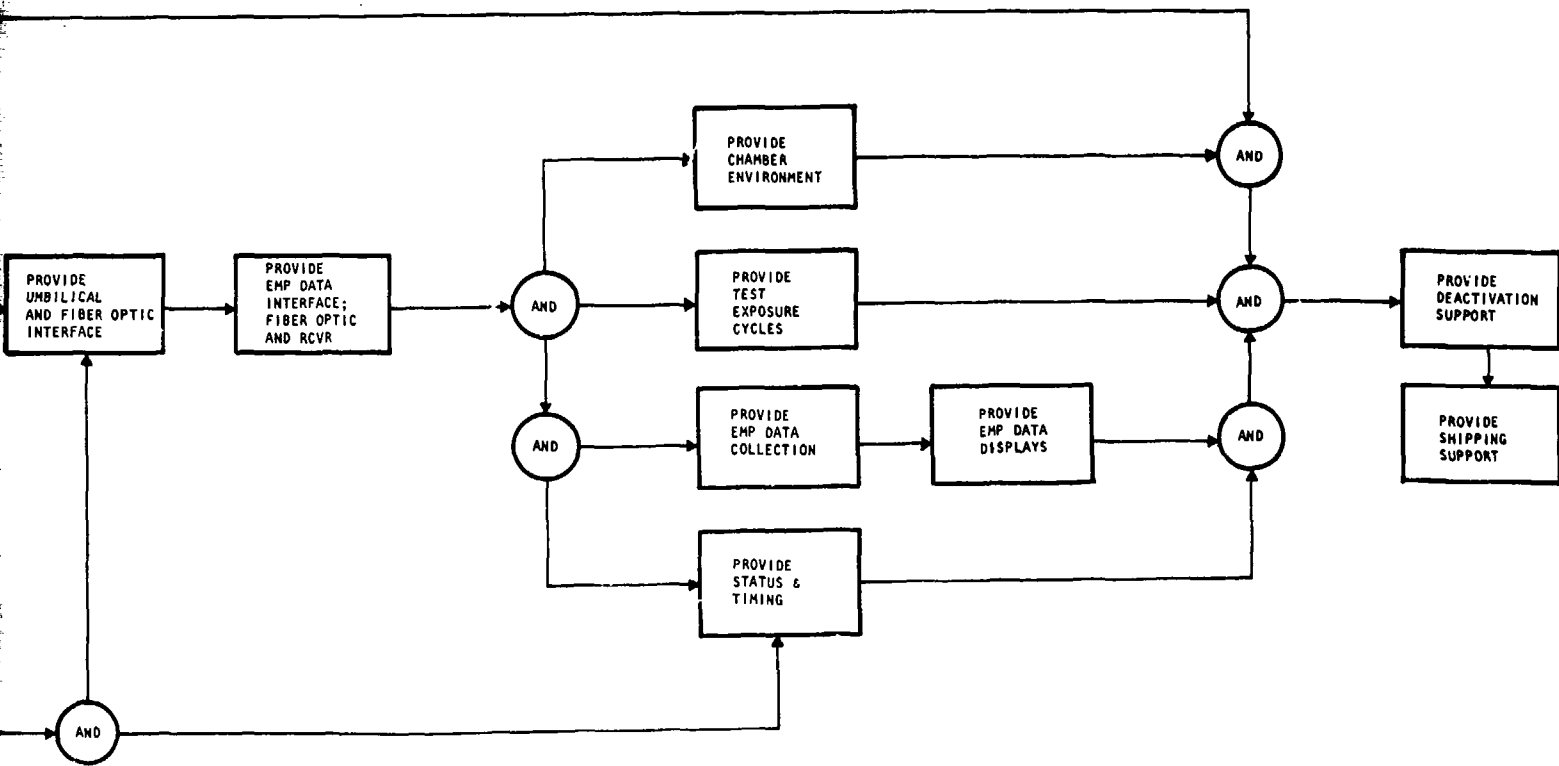 AND
PROVIDE
CHAMBER
ENVIRONMENT
PROVIDE
UMBILICAL
AND FIBER OPTIC
INTERFACE
PROVIDE
EMP DATA
INTERFACE;
FIBER OPTIC
AND RCVR
AND
PROVIDE
TEST
EXPOSURE
CYCLES
AND
PROVIDE
DEACTIVATION
SUPPORT
AND
PROVIDE
EMP DATA
COLLECTION
PROVIDE
EMP DATA
DISPLAYS
AND
PROVIDE
SHIPPING
SUPPORT
PROVIDE
STATUS &
TIMING
AND